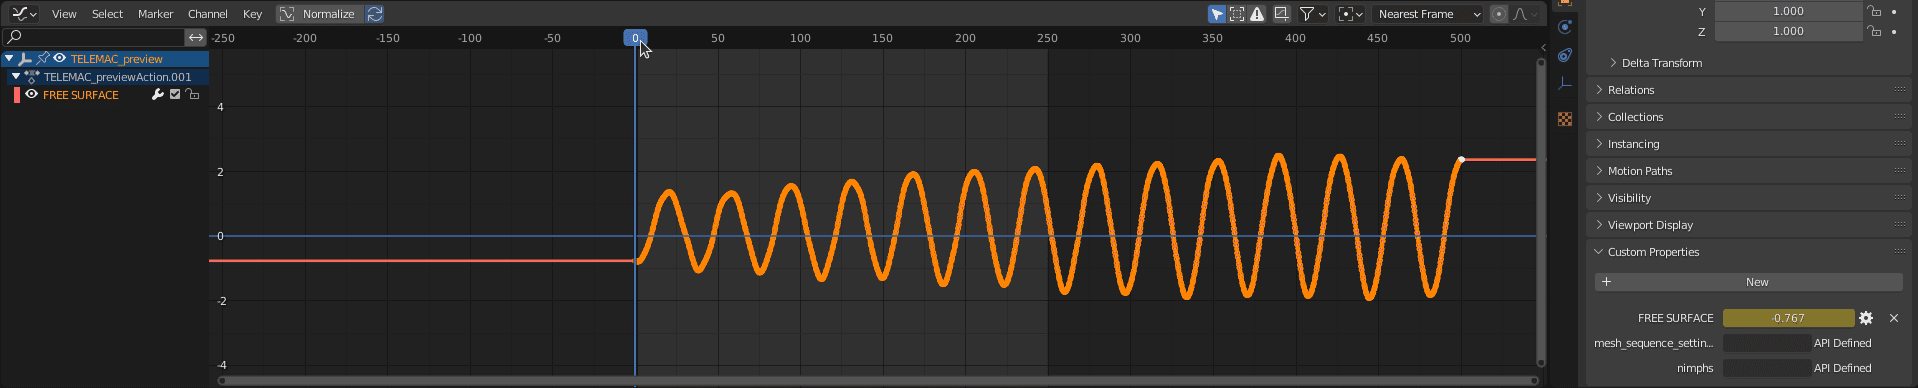 View Select Marker Channel Key Normalize Nearest Frame
-250 -200 -150 -100 -50 0 50 100 150 200 250 300 350 400 450 500
TELEMAC_preview
TELEMAC_previewAction.001
FREE SURFACE
4
2
0
-2
-4
Y 1.000
Z 1.000
Delta Transform
Relations
Collections
Instancing
Motion Paths
Visibility
Viewport Display
Custom Properties
+ New
FREE SURFACE -0.767
mesh_sequence_settin... API Defined
nimphs API Defined